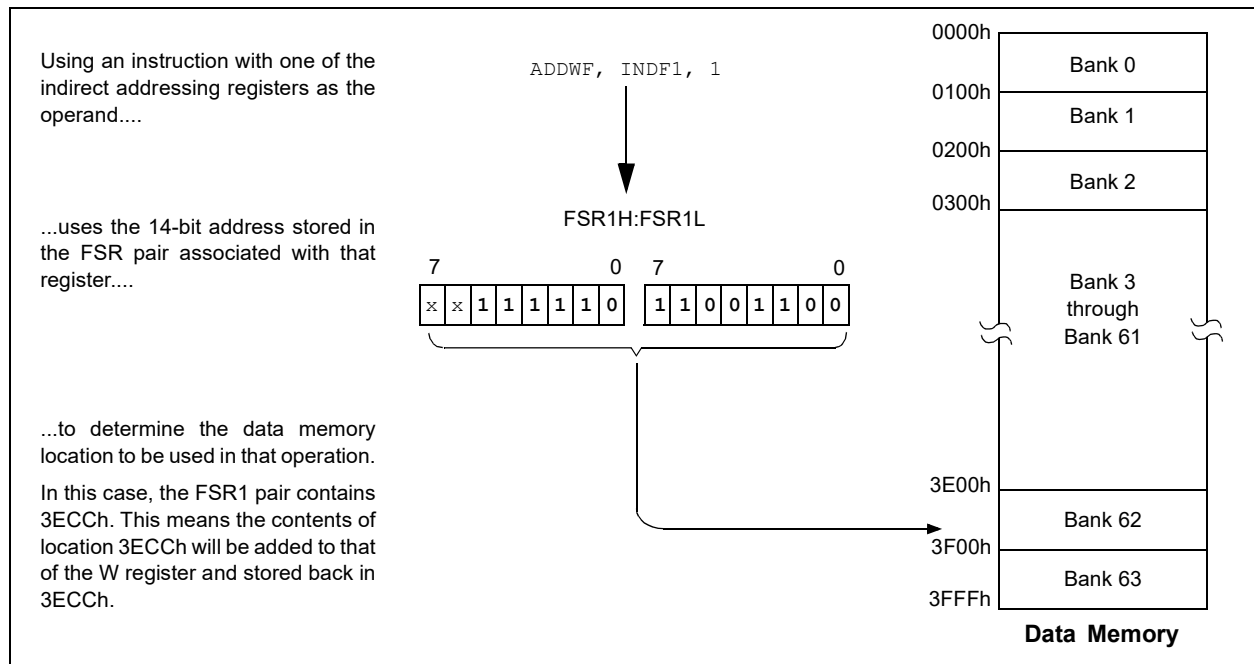 Using an instruction with one of the
indirect addressing registers as the
operand....
ADDWF, INDF1, 1
...uses the 14-bit address stored in
the FSR pair associated with that
register....
FSR1H:FSR1L
7 0 7 0
x x 1 1 1 1 1 0 1 1 0 0 1 1 0 0
...to determine the data memory
location to be used in that operation.
In this case, the FSR1 pair contains
3ECCh. This means the contents of
location 3ECCh will be added to that
of the W register and stored back in
3ECCh.
0000h
Bank 0
0100h
Bank 1
0200h
Bank 2
0300h
Bank 3
through
Bank 61
3E00h
Bank 62
3F00h
Bank 63
3FFFh
Data Memory